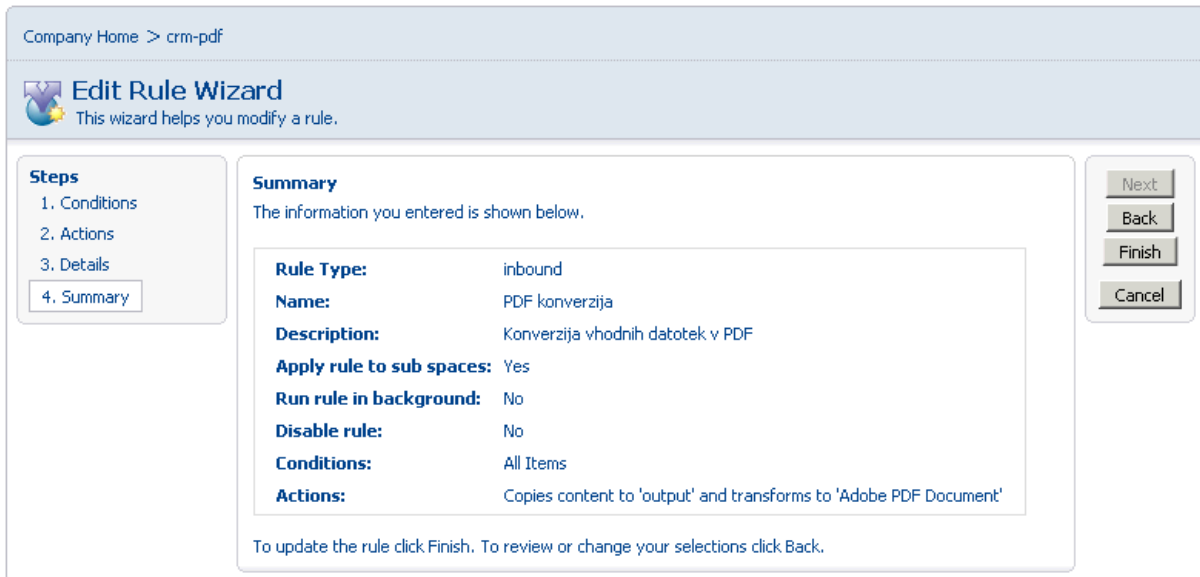 Company Home > crm-pdf
Edit Rule Wizard
This wizard helps you modify a rule.
Steps
1. Conditions
2. Actions
3. Details
4. Summary
Summary
The information you entered is shown below.
Rule Type: inbound
Name: PDF konverzija
Description: Konverzija vhodnih datotek v PDF
Apply rule to sub spaces: Yes
Run rule in background: No
Disable rule: No
Conditions: All Items
Actions: Copies content to 'output' and transforms to 'Adobe PDF Document'
To update the rule click Finish. To review or change your selections click Back.
Next
Back
Finish
Cancel